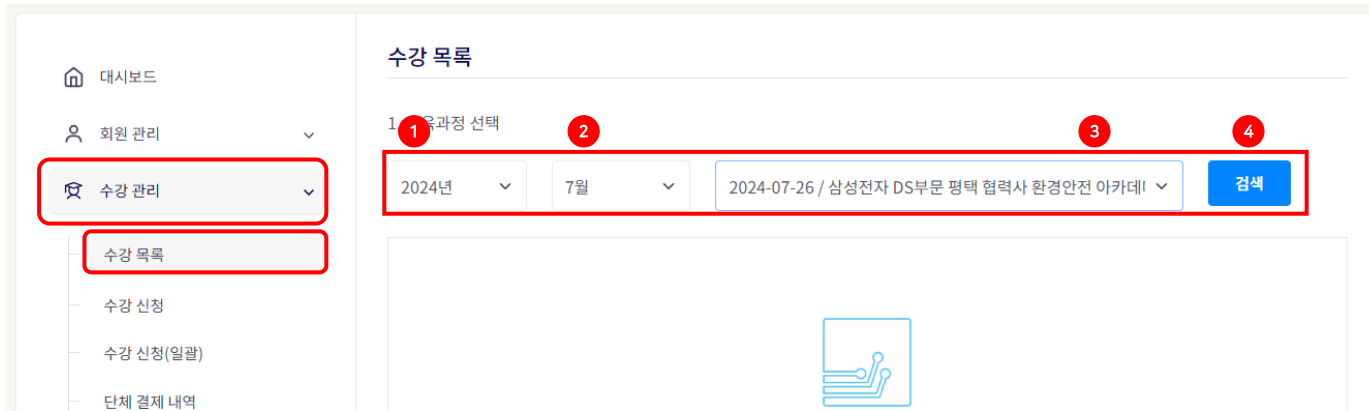 수강 목록
대시보드
1 육과정 선택
회원 관리
1
2
3
4
수강 관리
2024년
7월
2024-07-26 / 삼성전자 DS부문 평택 협력사 환경안전 아카데
검색
수강 목록
수강 신청
수강 신청(일괄)
단체 결제 내역